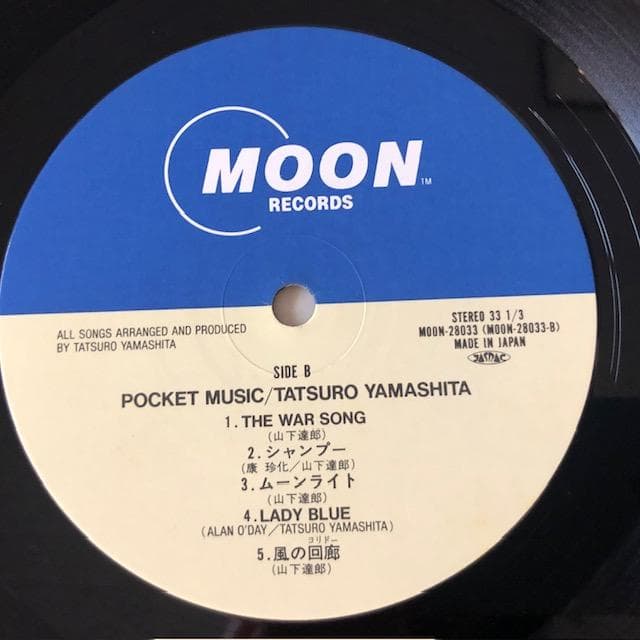 MOON
TM
RECORDS
ALL SONGS ARRANGED AND PRODUCED
BY TATSURO YAMASHITA
STEREO 33 1/3
MOON-28033 (MOON-28033-B)
MADE IN JAPAN
JASRAC
SIDE B
POCKET MUSIC/TATSURO YAMASHITA
1.THE WAR SONG
(山下達郎)
2.シャンプー
(康 珍化/山下達郎)
3.ムーンライト
(山下達郎)
4.LADY BLUE
(ALAN O'DAY/TATSURO YAMASHITA)
コリドー
5.風の回廊
(山下達郎)